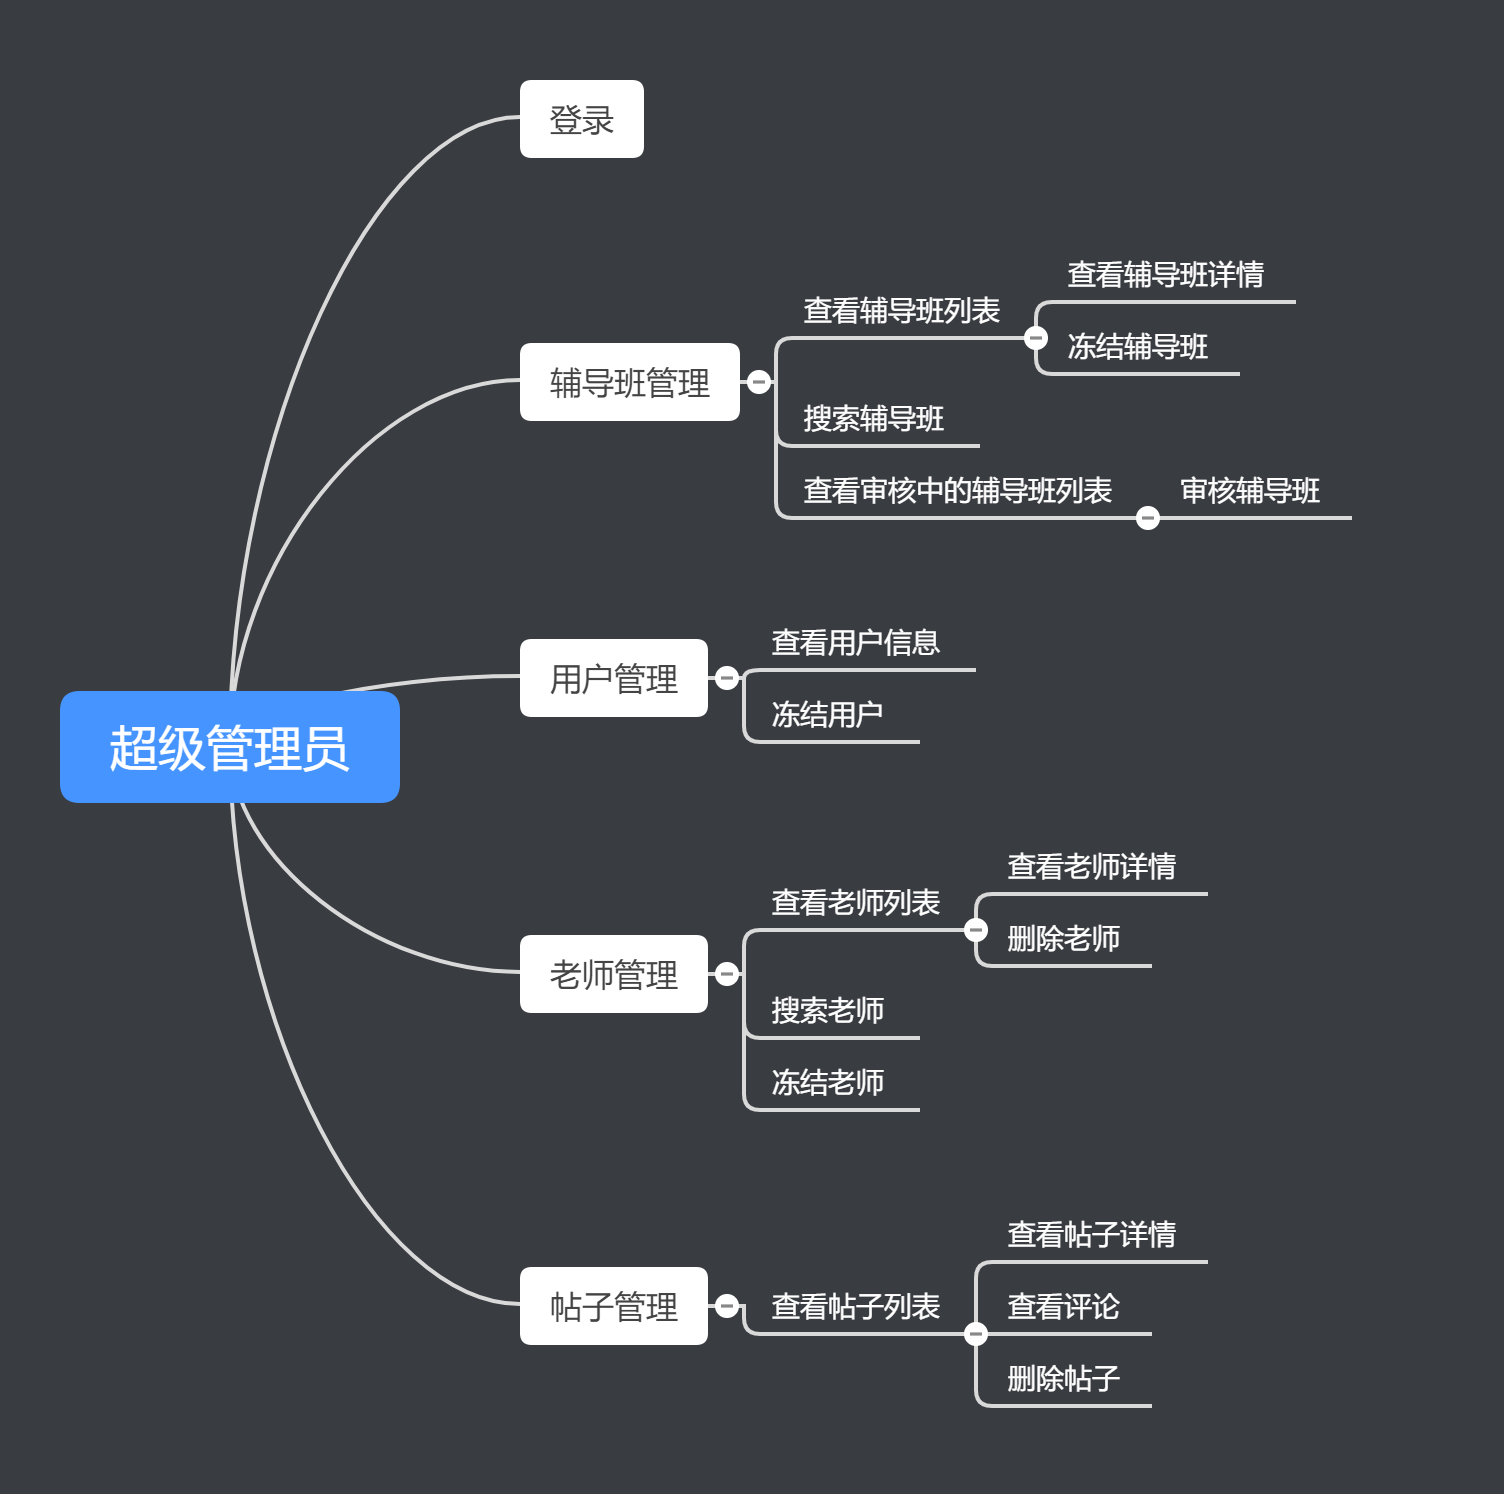 登录
查看辅导班详情
查看辅导班列表
冻结辅导班
辅导班管理
搜索辅导班
查看审核中的辅导班列表
审核辅导班
查看用户信息
用户管理
冻结用户
超级管理员
查看老师详情
查看老师列表
删除老师
老师管理
搜索老师
冻结老师
查看帖子详情
帖子管理
查看帖子列表
查看评论
删除帖子